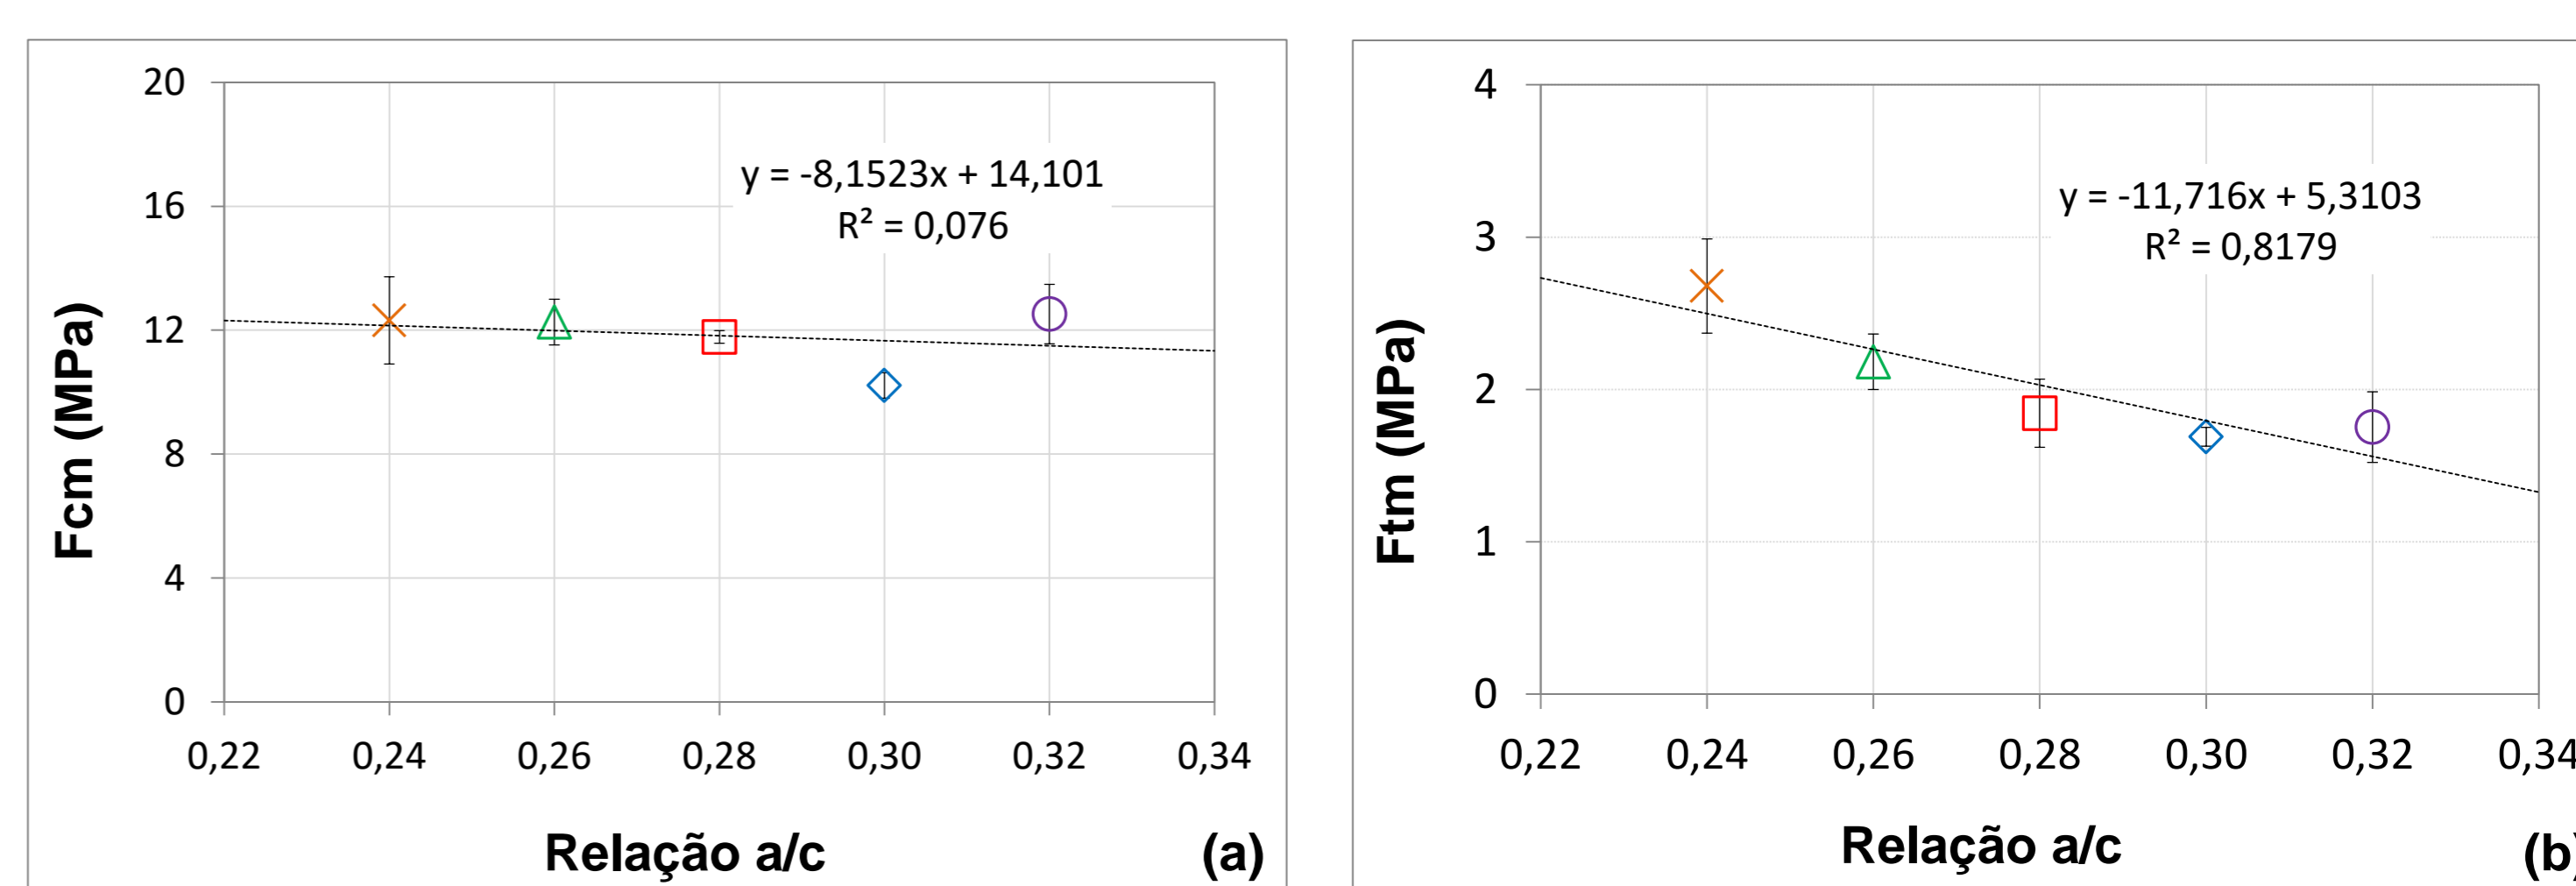 20
16
12
8
4
0
Fcm (MPa)
y = -8,1523x + 14,101
R² = 0,076
0,22 0,24 0,26 0,28 0,30 0,32 0,34
Relação a/c
(a)
4
3
2
1
0
Ftm (MPa)
y = -11,716x + 5,3103
R² = 0,8179
0,22 0,24 0,26 0,28 0,30 0,32 0,34
Relação a/c
(b)